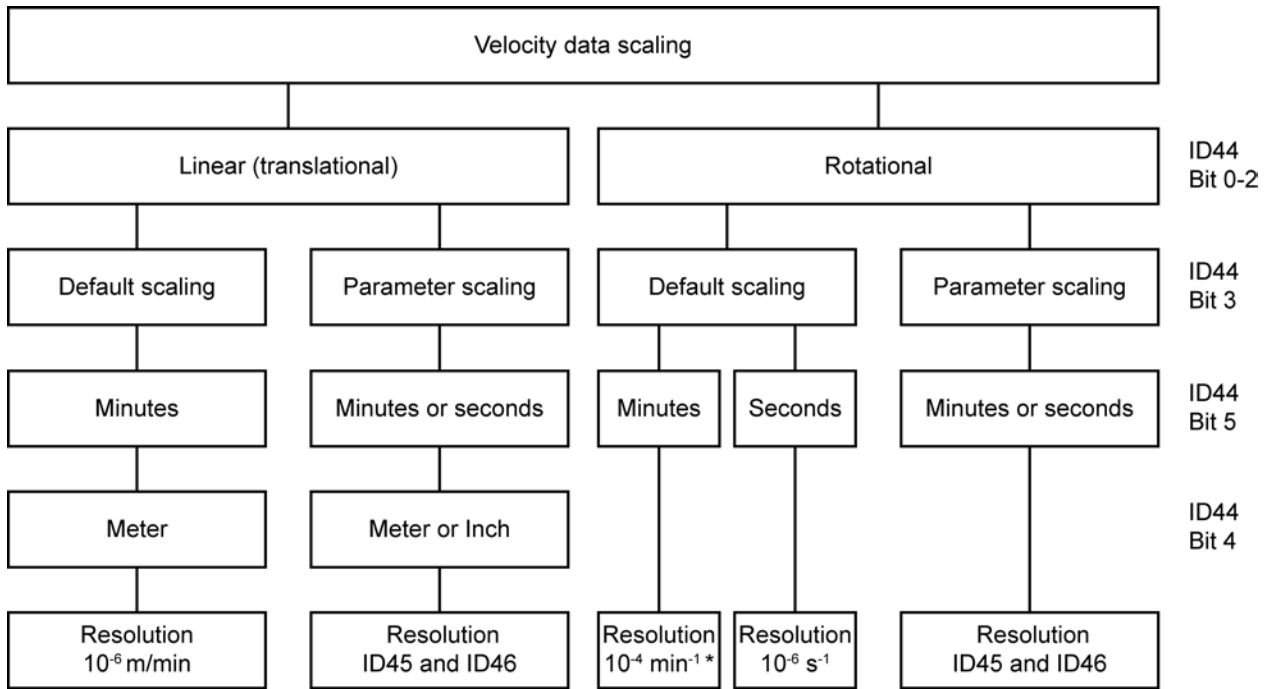 Velocity data scaling
Linear (translational)
Rotational
ID44
Bit 0-2
Default scaling
Parameter scaling
Default scaling
Parameter scaling
ID44
Bit 3
Minutes
Minutes or seconds
Minutes
Seconds
Minutes or seconds
ID44
Bit 5
Meter
Meter or Inch
ID44
Bit 4
Resolution
10⁻⁶ m/min
Resolution
ID45 and ID46
Resolution
10⁻⁴ min⁻¹ *
Resolution
10⁻⁶ s⁻¹
Resolution
ID45 and ID46